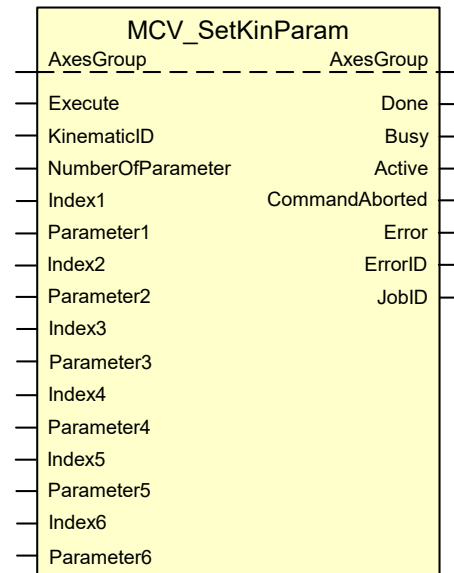 MCV_SetKinParam
AxesGroup AxesGroup
Execute Done
KinematicID Busy
NumberOfParameter Active
Index1 CommandAborted
Parameter1 Error
Index2 ErrorID
Parameter2 JobID
Index3
Parameter3
Index4
Parameter4
Index5
Parameter5
Index6
Parameter6